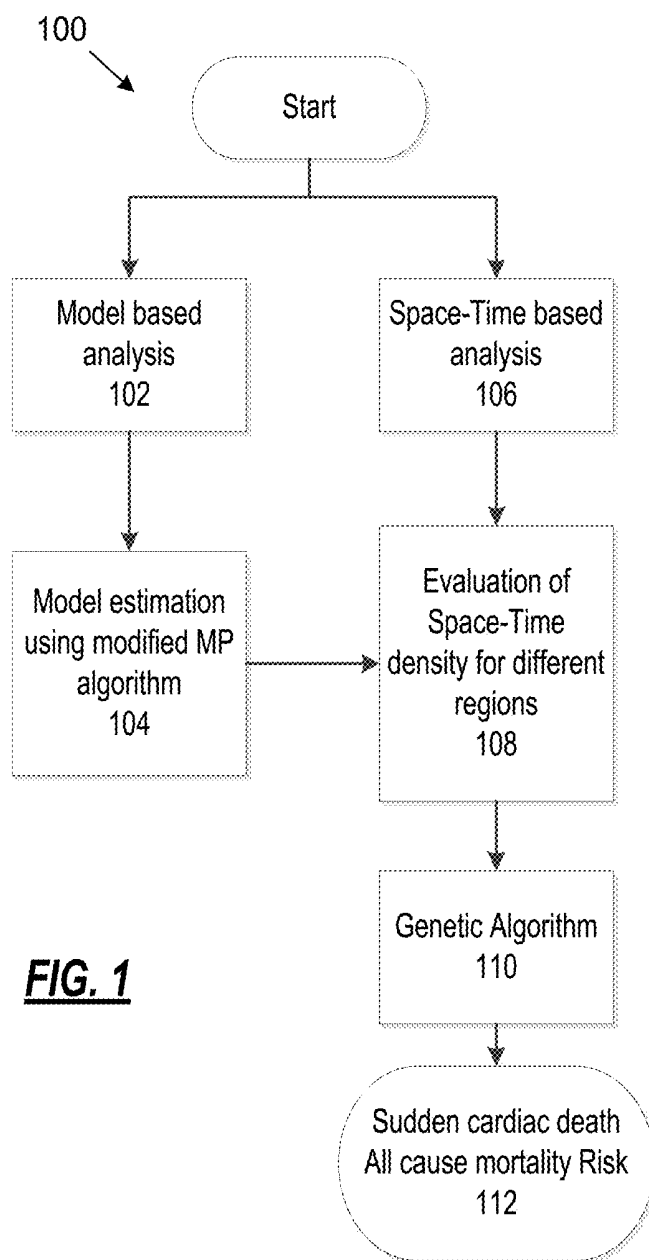 100
Start
Model based
analysis
102
Space-Time based
analysis
106
Model estimation
using modified MP
algorithm
104
Evaluation of
Space-Time
density for different
regions
108
Genetic Algorithm
110
FIG. 1
Sudden cardiac death
All cause mortality Risk
112